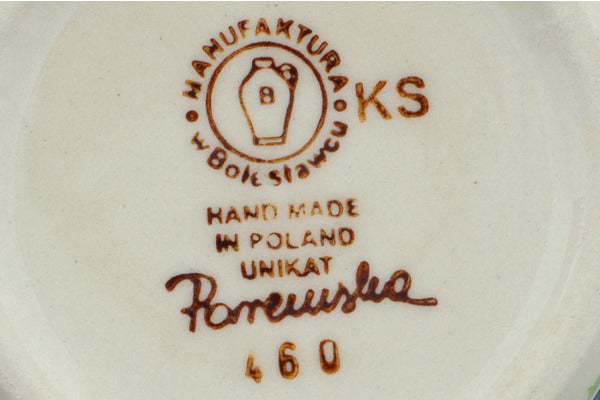 MANUFAKTURA
w Bolesławcu
B
KS
HAND MADE
IN POLAND
UNIKAT
460